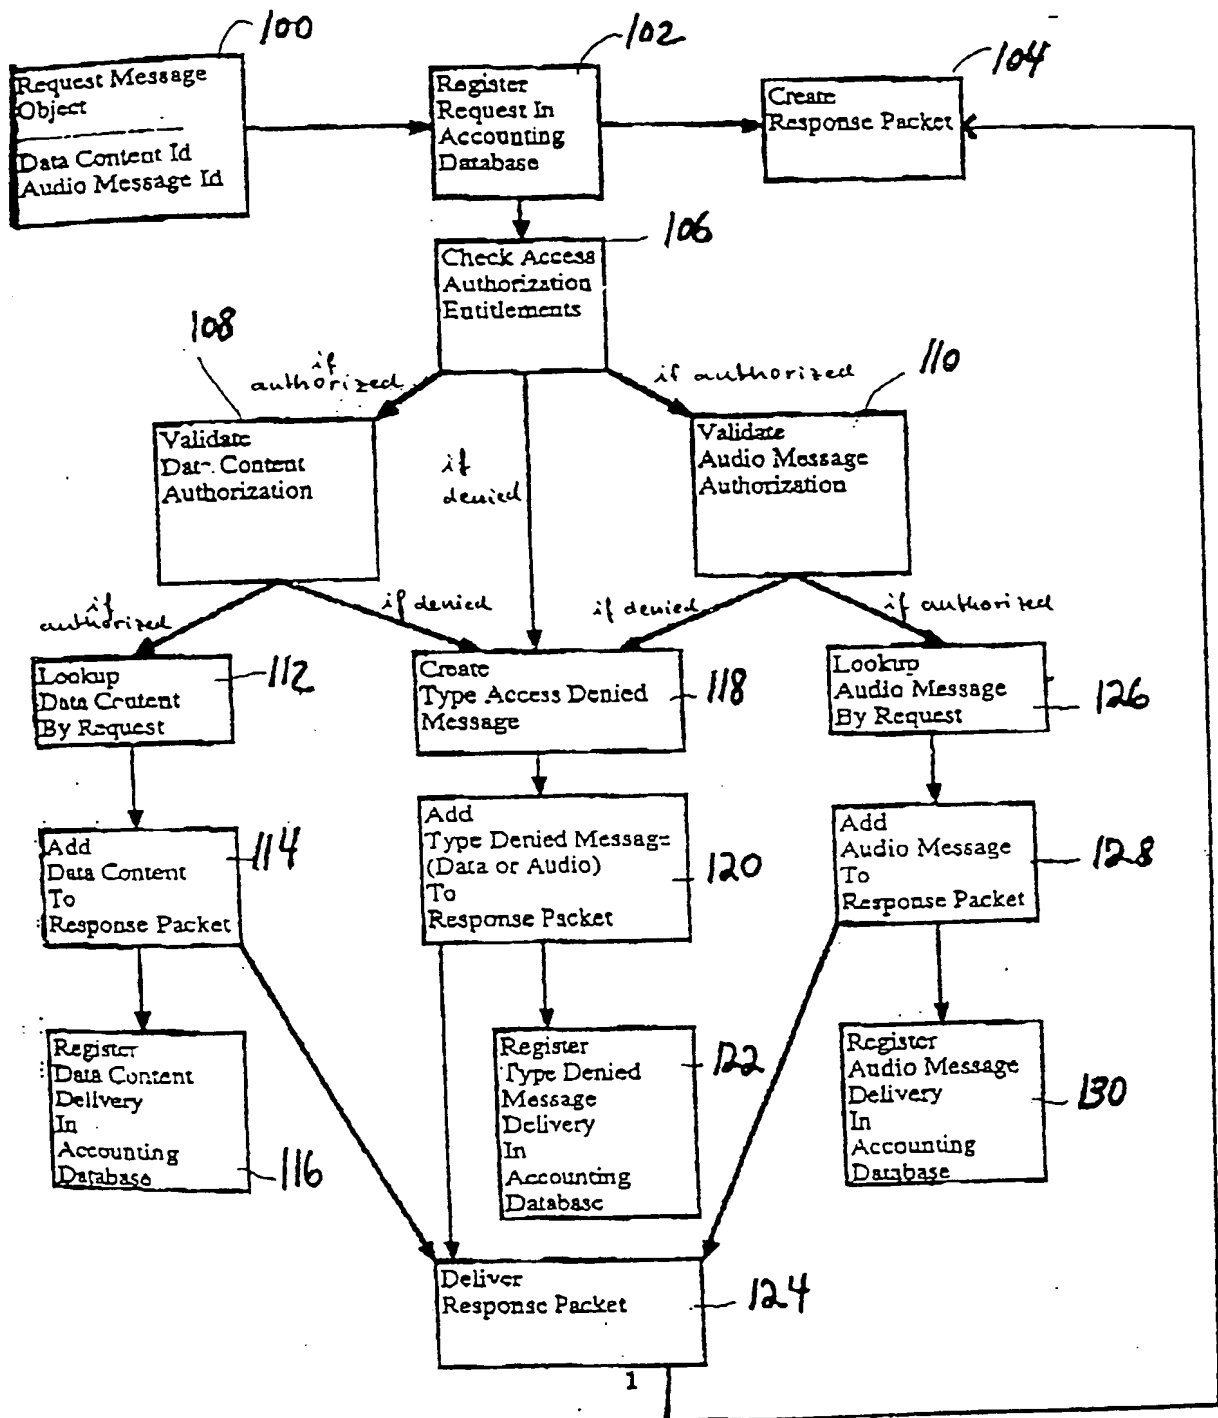 100
102
104
Request Message
Object
Data Content Id
Audio Message Id
Register
Request In
Accounting
Database
Create
Response Packet
106
Check Access
Authorization
Entitlements
108
110
if
authorized
if authorized
if
denied
Validate
Dat. Content
Authorization
Validate
Audio Message
Authorization
if
authorized
if denied
if denied
if authorized
Lookup
Data Content
By Request
112
Create
Type Access Denied
Message
118
Lookup
Audio Message
By Request
126
Add
Data Content
To
Response Packet
114
Add
Type Denied Message
(Data or Audio)
To
Response Packet
120
Add
Audio Message
To
Response Packet
128
Register
Data Content
Delivery
In
Accounting
Database
116
Register
Type Denied
Message
Delivery
In
Accounting
Database
122
Register
Audio Message
Delivery
In
Accounting
Database
130
Deliver
Response Packet
124
1